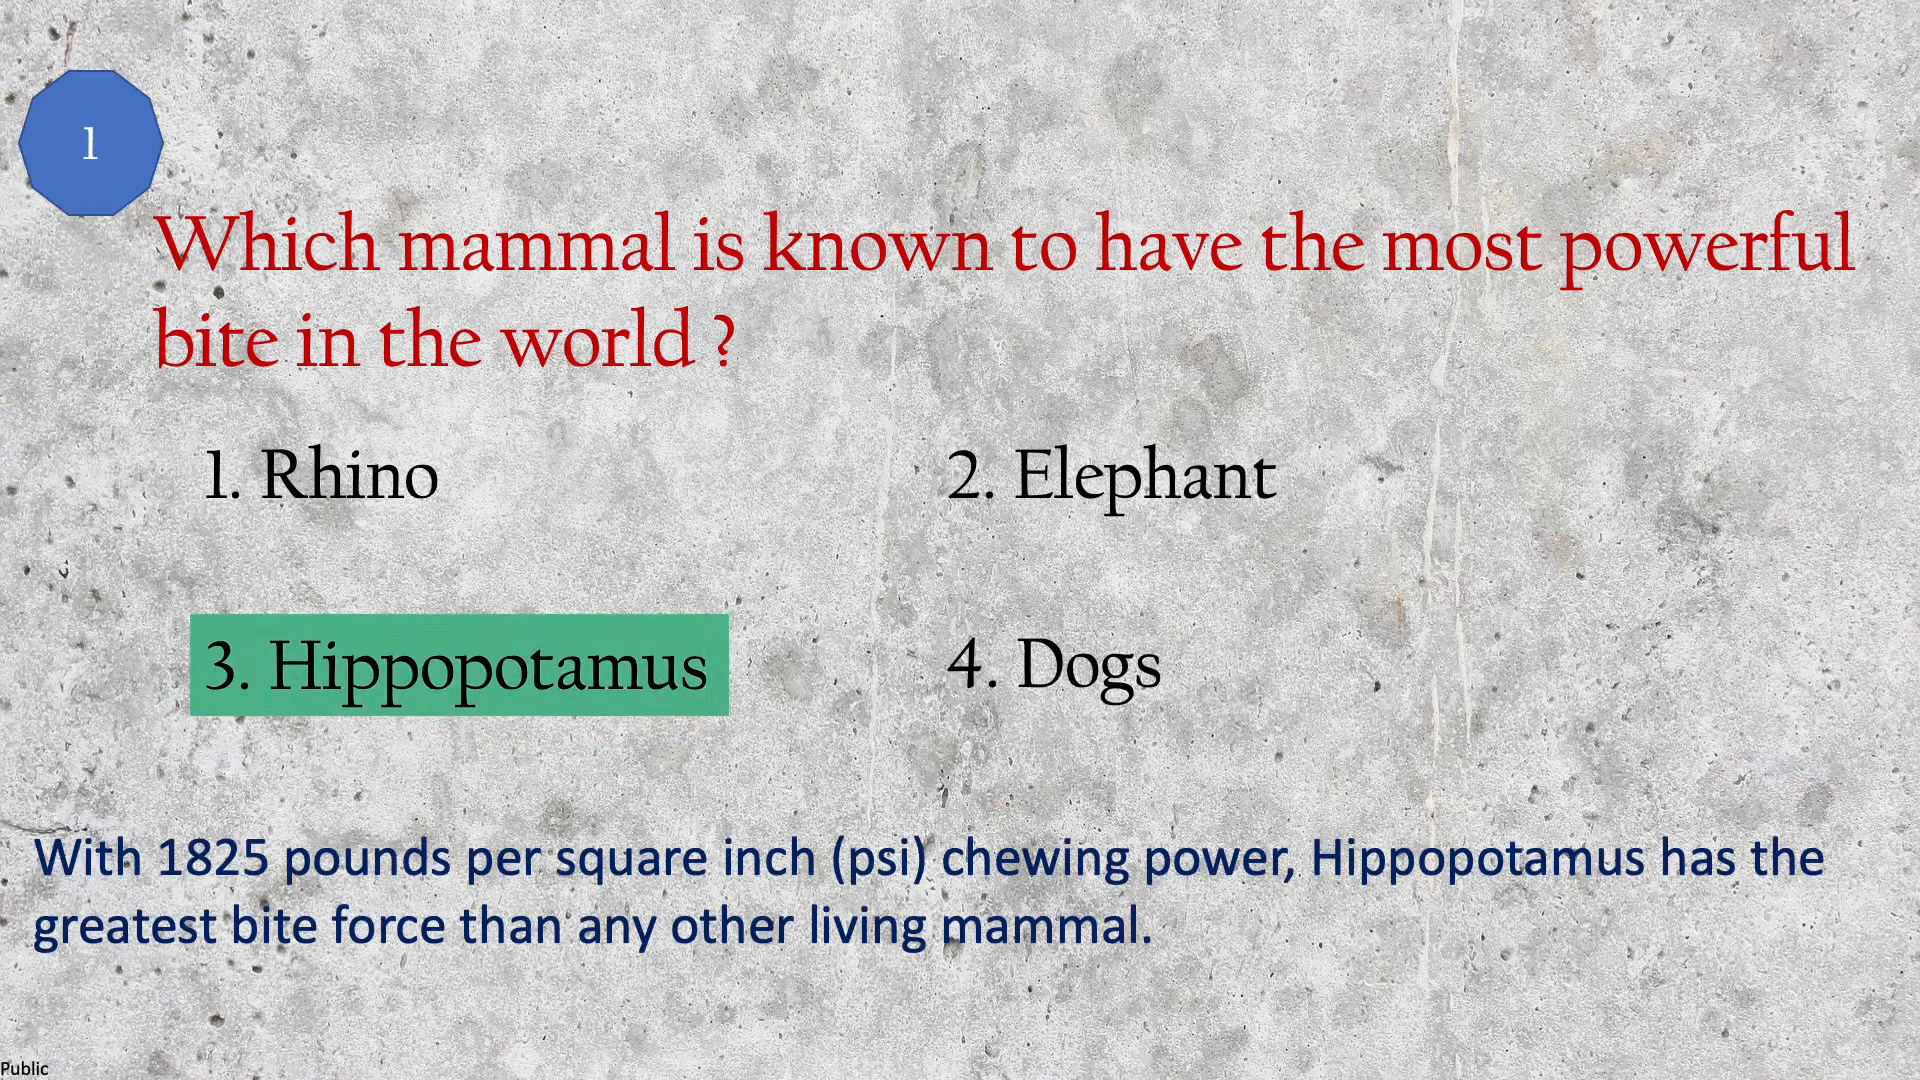 1
Which mammal is known to have the most powerful
bite in the world ?
1. Rhino
2. Elephant
3. Hippopotamus
4. Dogs
With 1825 pounds per square inch (psi) chewing power, Hippopotamus has the
greatest bite force than any other living mammal.
Public